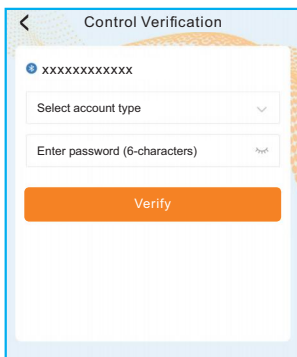 Control Verification
xxxxxxxxxxxx
Select account type
Enter password (6-characters)
Verify